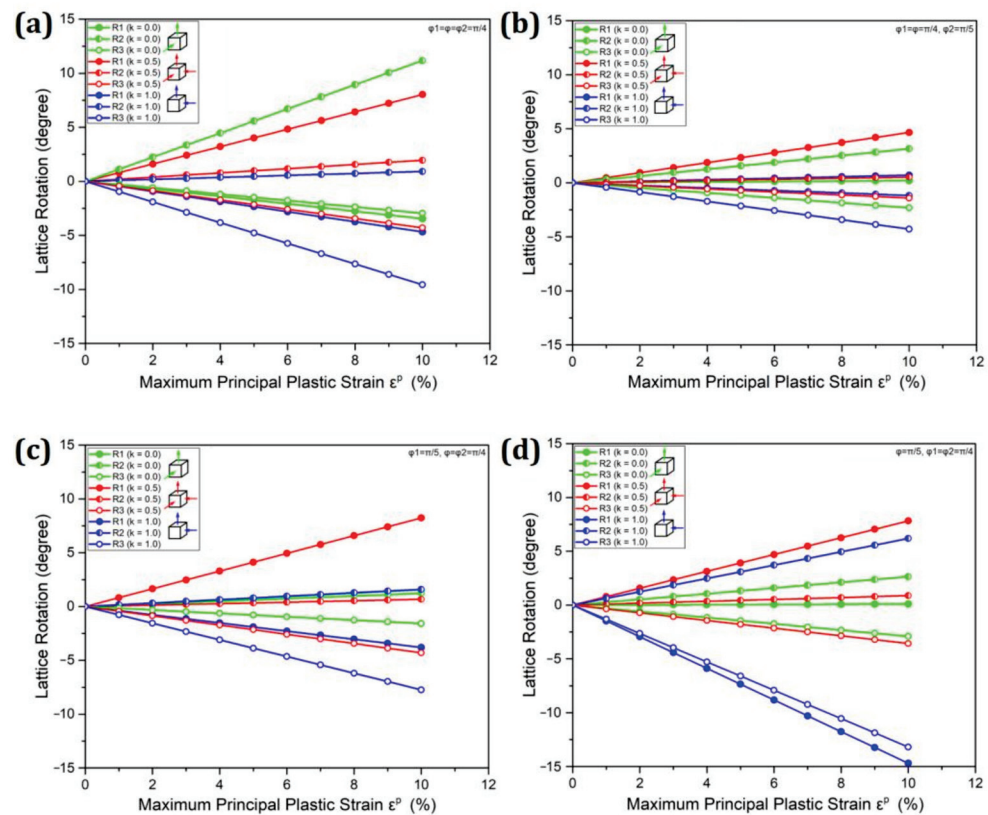 (a)
R1 (k = 0.0)
R2 (k = 0.0)
R3 (k = 0.0)
R1 (k = 0.5)
R2 (k = 0.5)
R3 (k = 0.5)
R1 (k = 1.0)
R2 (k = 1.0)
R3 (k = 1.0)
φ1=φ=φ2=π/4
15
10
5
0
−5
−10
−15
Lattice Rotation (degree)
0 2 4 6 8 10 12
Maximum Principal Plastic Strain εᵖ (%)
(b)
R1 (k = 0.0)
R2 (k = 0.0)
R3 (k = 0.0)
R1 (k = 0.5)
R2 (k = 0.5)
R3 (k = 0.5)
R1 (k = 1.0)
R2 (k = 1.0)
R3 (k = 1.0)
φ1=φ=π/4, φ2=π/5
15
10
5
0
−5
−10
−15
Lattice Rotation (degree)
0 2 4 6 8 10 12
Maximum Principal Plastic Strain εᵖ (%)
(c)
R1 (k = 0.0)
R2 (k = 0.0)
R3 (k = 0.0)
R1 (k = 0.5)
R2 (k = 0.5)
R3 (k = 0.5)
R1 (k = 1.0)
R2 (k = 1.0)
R3 (k = 1.0)
φ1=π/5, φ=φ2=π/4
15
10
5
0
−5
−10
−15
Lattice Rotation (degree)
0 2 4 6 8 10 12
Maximum Principal Plastic Strain εᵖ (%)
(d)
R1 (k = 0.0)
R2 (k = 0.0)
R3 (k = 0.0)
R1 (k = 0.5)
R2 (k = 0.5)
R3 (k = 0.5)
R1 (k = 1.0)
R2 (k = 1.0)
R3 (k = 1.0)
φ=π/5, φ1=φ2=π/4
15
10
5
0
−5
−10
−15
Lattice Rotation (degree)
0 2 4 6 8 10 12
Maximum Principal Plastic Strain εᵖ (%)